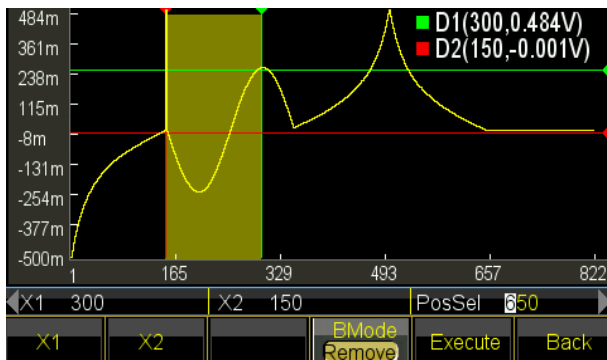 484m
D1(300,0.484V)
361m
D2(150,-0.001V)
238m
115m
-8m
-131m
-254m
-377m
-500m
1 165 329 493 657 822
X1 300 X2 150 PosSel 650
X1 X2 BMode Execute Back
Remove